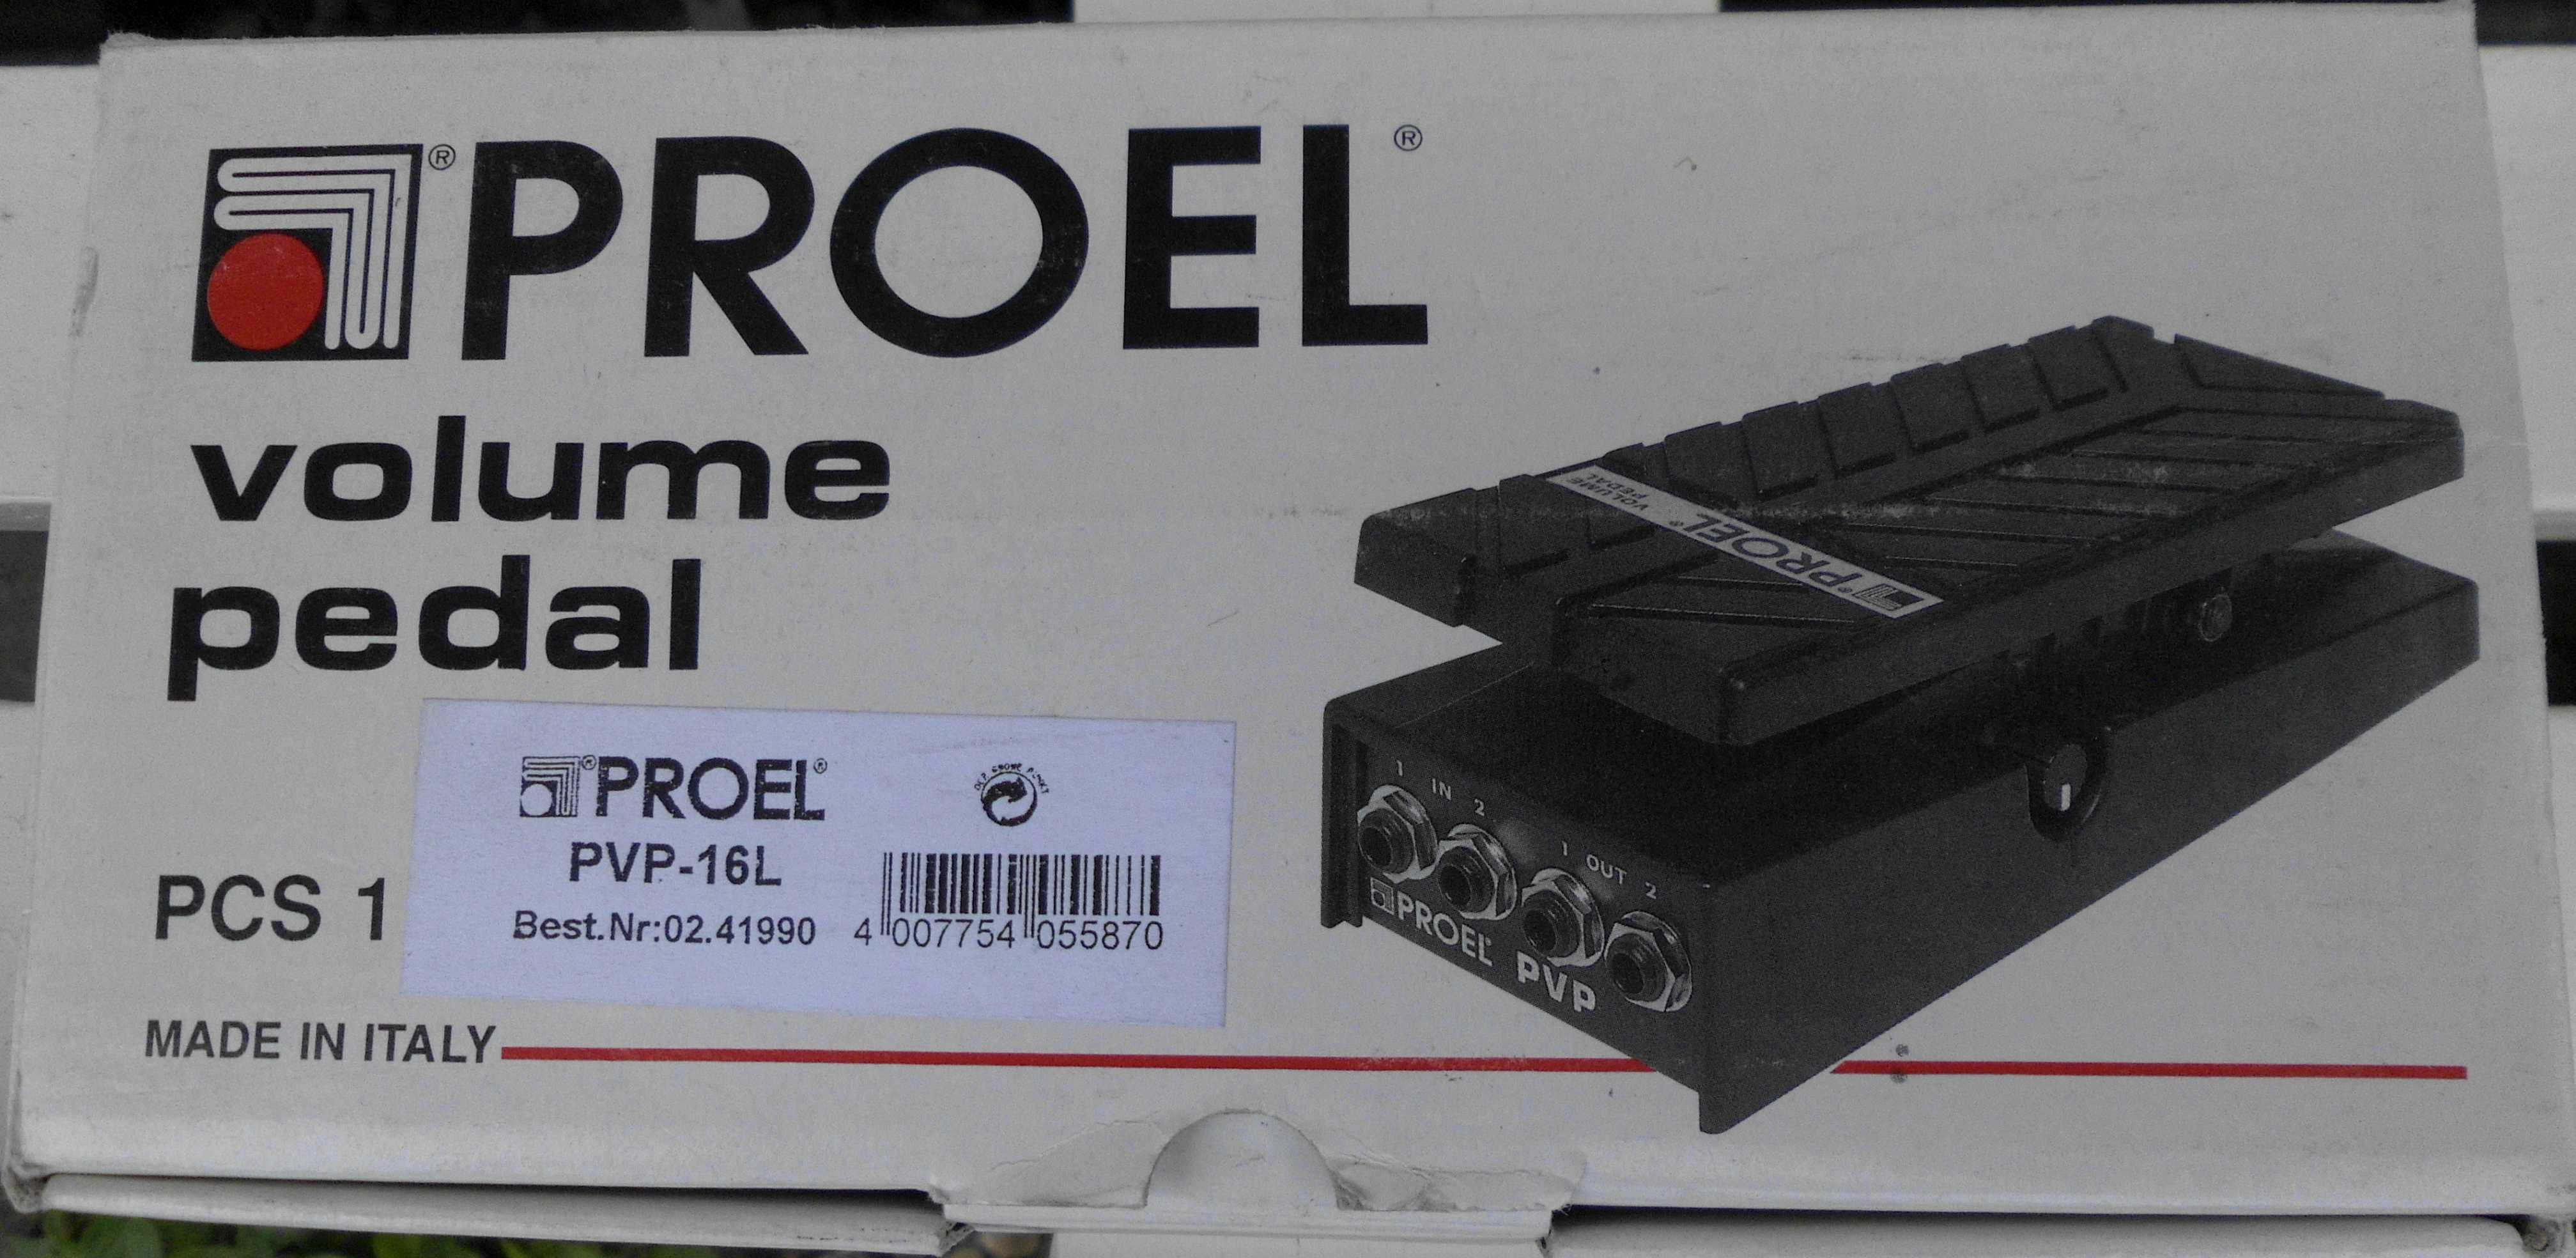 ® PROEL ®
volume
pedal
PROEL ®
PVP-16L
Best.Nr:02.41990
4 007754 055870
PCS 1
MADE IN ITALY
® PROEL ®
VOLUME
PEDAL
1 IN 2
1 OUT 2
PROEL
PVP